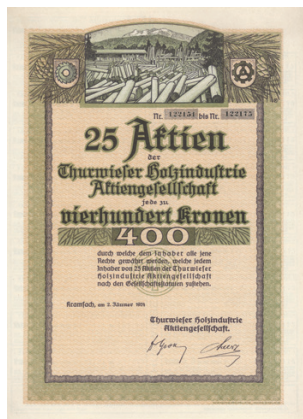 Nr. 122151 bis Nr. 122175
25 Aktien
der
Thurwieser Holzindustrie
Aktiengesellschaft
jede zu
vierhundert Kronen
400
durch welche dem Inhaber alle jene
Rechte gewährt werden, welche jedem
Inhaber von 25 Aktien der Thurwieser
Holzindustrie Aktiengesellschaft
nach den Gesellschaftsstatuten zustehen.
Kramsach, am 2. Jänner
Thurwieser Holzindustrie
Aktiengesellschaft.